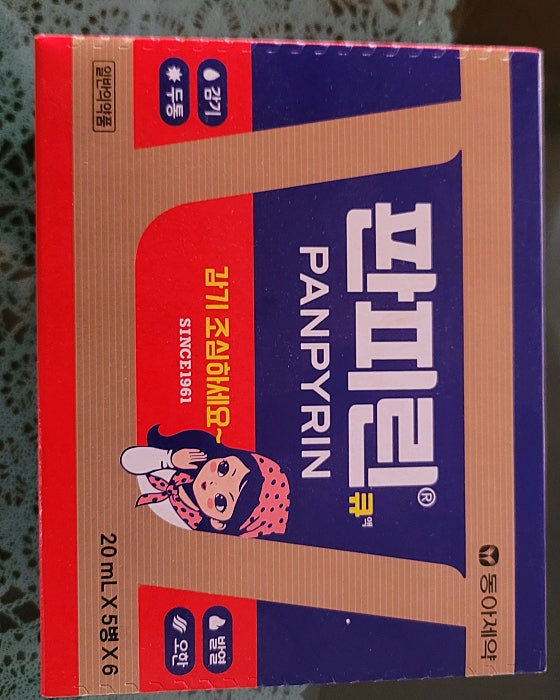 동아제약
판피린®
큐액
PANPYRIN
감기 조심하세요~
SINCE1961
감기
두통
발열
오한
일반의약품
20 mL X 5병 X 6